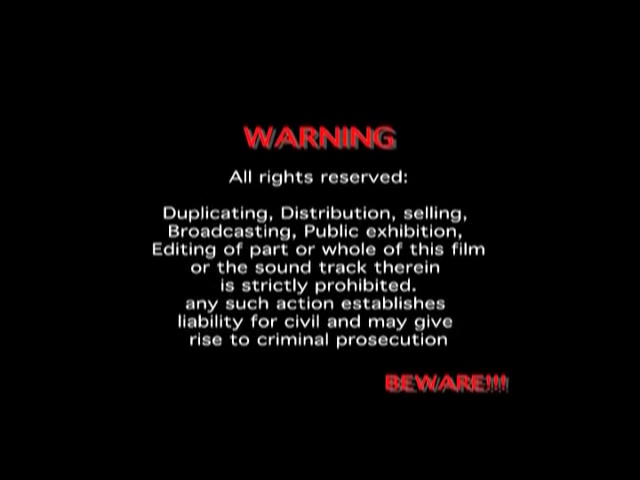 WARNING
All rights reserved:
Duplicating, Distribution, selling,
Broadcasting, Public exhibition,
Editing of part or whole of this film
or the sound track therein
is strictly prohibited.
any such action establishes
liability for civil and may give
rise to criminal prosecution
BEWARE!!!